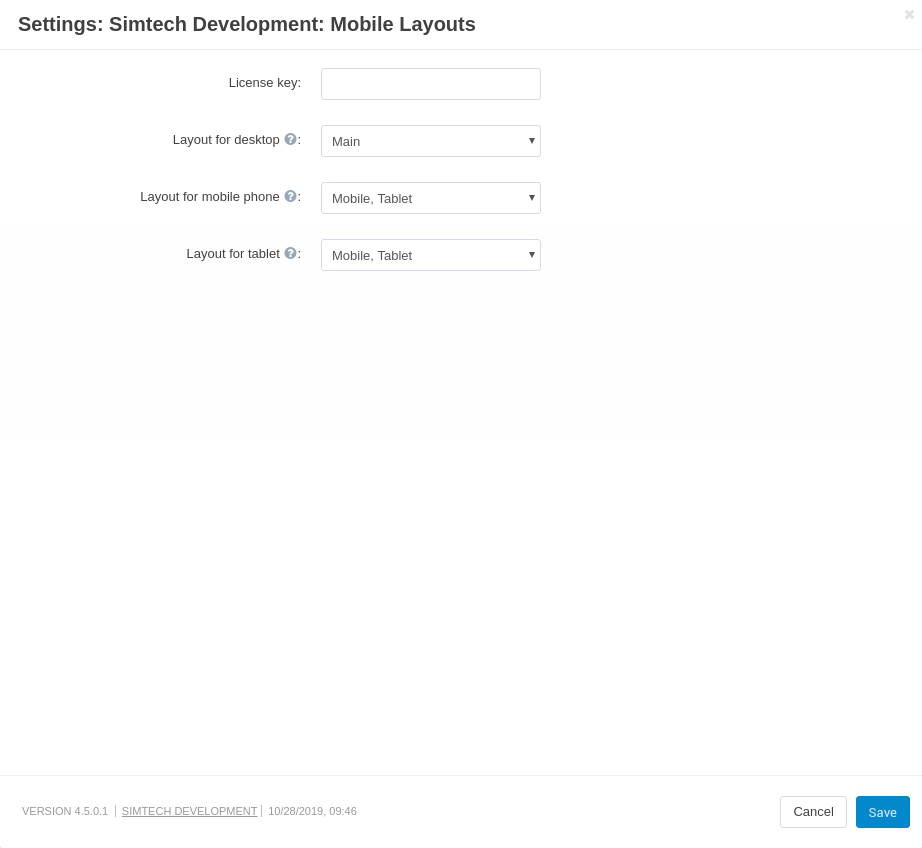 Settings: Simtech Development: Mobile Layouts
License key:
Layout for desktop ?: Main
Layout for mobile phone ?: Mobile, Tablet
Layout for tablet ?: Mobile, Tablet
VERSION 4.5.0.1 | SIMTECH DEVELOPMENT | 10/28/2019, 09:46 Cancel Save